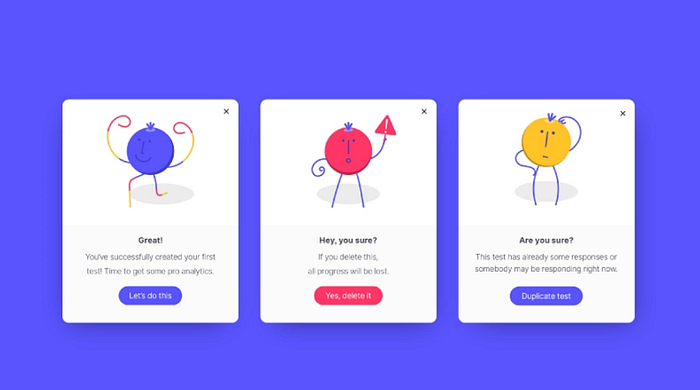 Great!
You've successfully created your first
test! Time to get some pro analytics.
Let's do this
Hey, you sure?
If you delete this,
all progress will be lost.
Yes, delete it
Are you sure?
This test has already some responses or
somebody may be responding right now.
Duplicate test